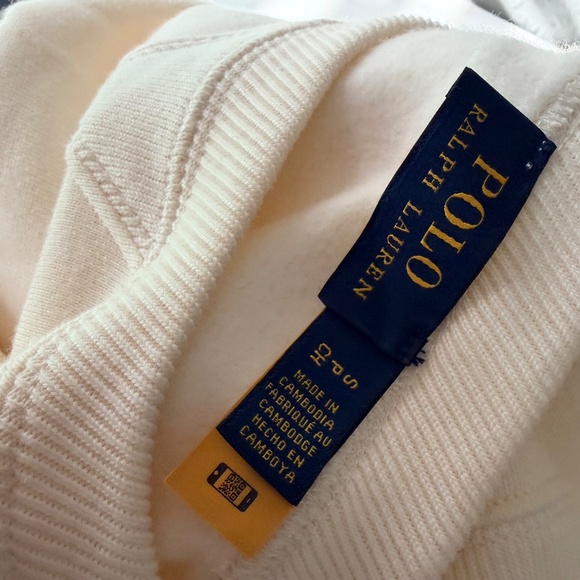 POLO
RALPH LAUREN
S P CH
MADE IN
CAMBODIA
FABRIQUÉ AU
CAMBODGE
HECHO EN
CAMBOYA